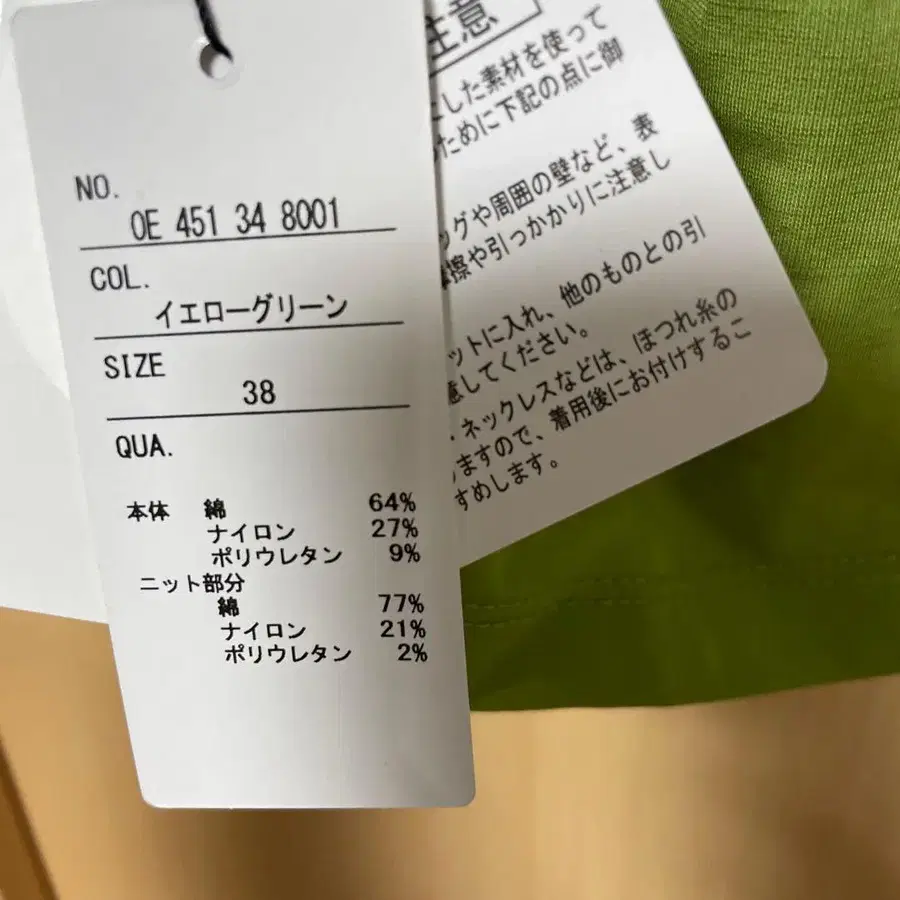 NO.
0E 451 34 8001
COL.
イエローグリーン
SIZE
38
QUA.
本体 綿 64%
ナイロン 27%
ポリウレタン 9%
ニット部分
綿 77%
ナイロン 21%
ポリウレタン 2%
注意
した素材を使って
ために下記の点に御
グや周囲の壁など、表
擦や引っかかりに注意し
ットに入れ、他のものとの引
意してください。
・ネックレスなどは、ほつれ糸の
しますので、着用後にお付けするこ
すめします。